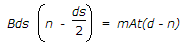 Bds (n - ds/2) = mAt(d - n)